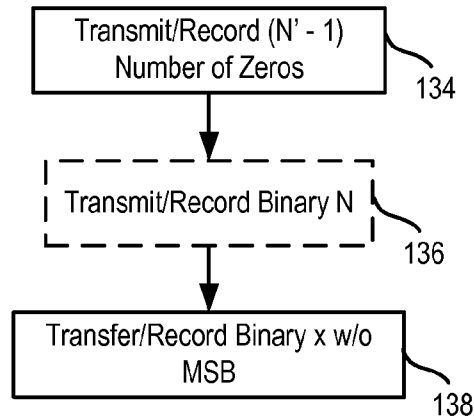 Transmit/Record (N' - 1)
Number of Zeros
134
Transmit/Record Binary N
136
Transfer/Record Binary x w/o
MSB
138